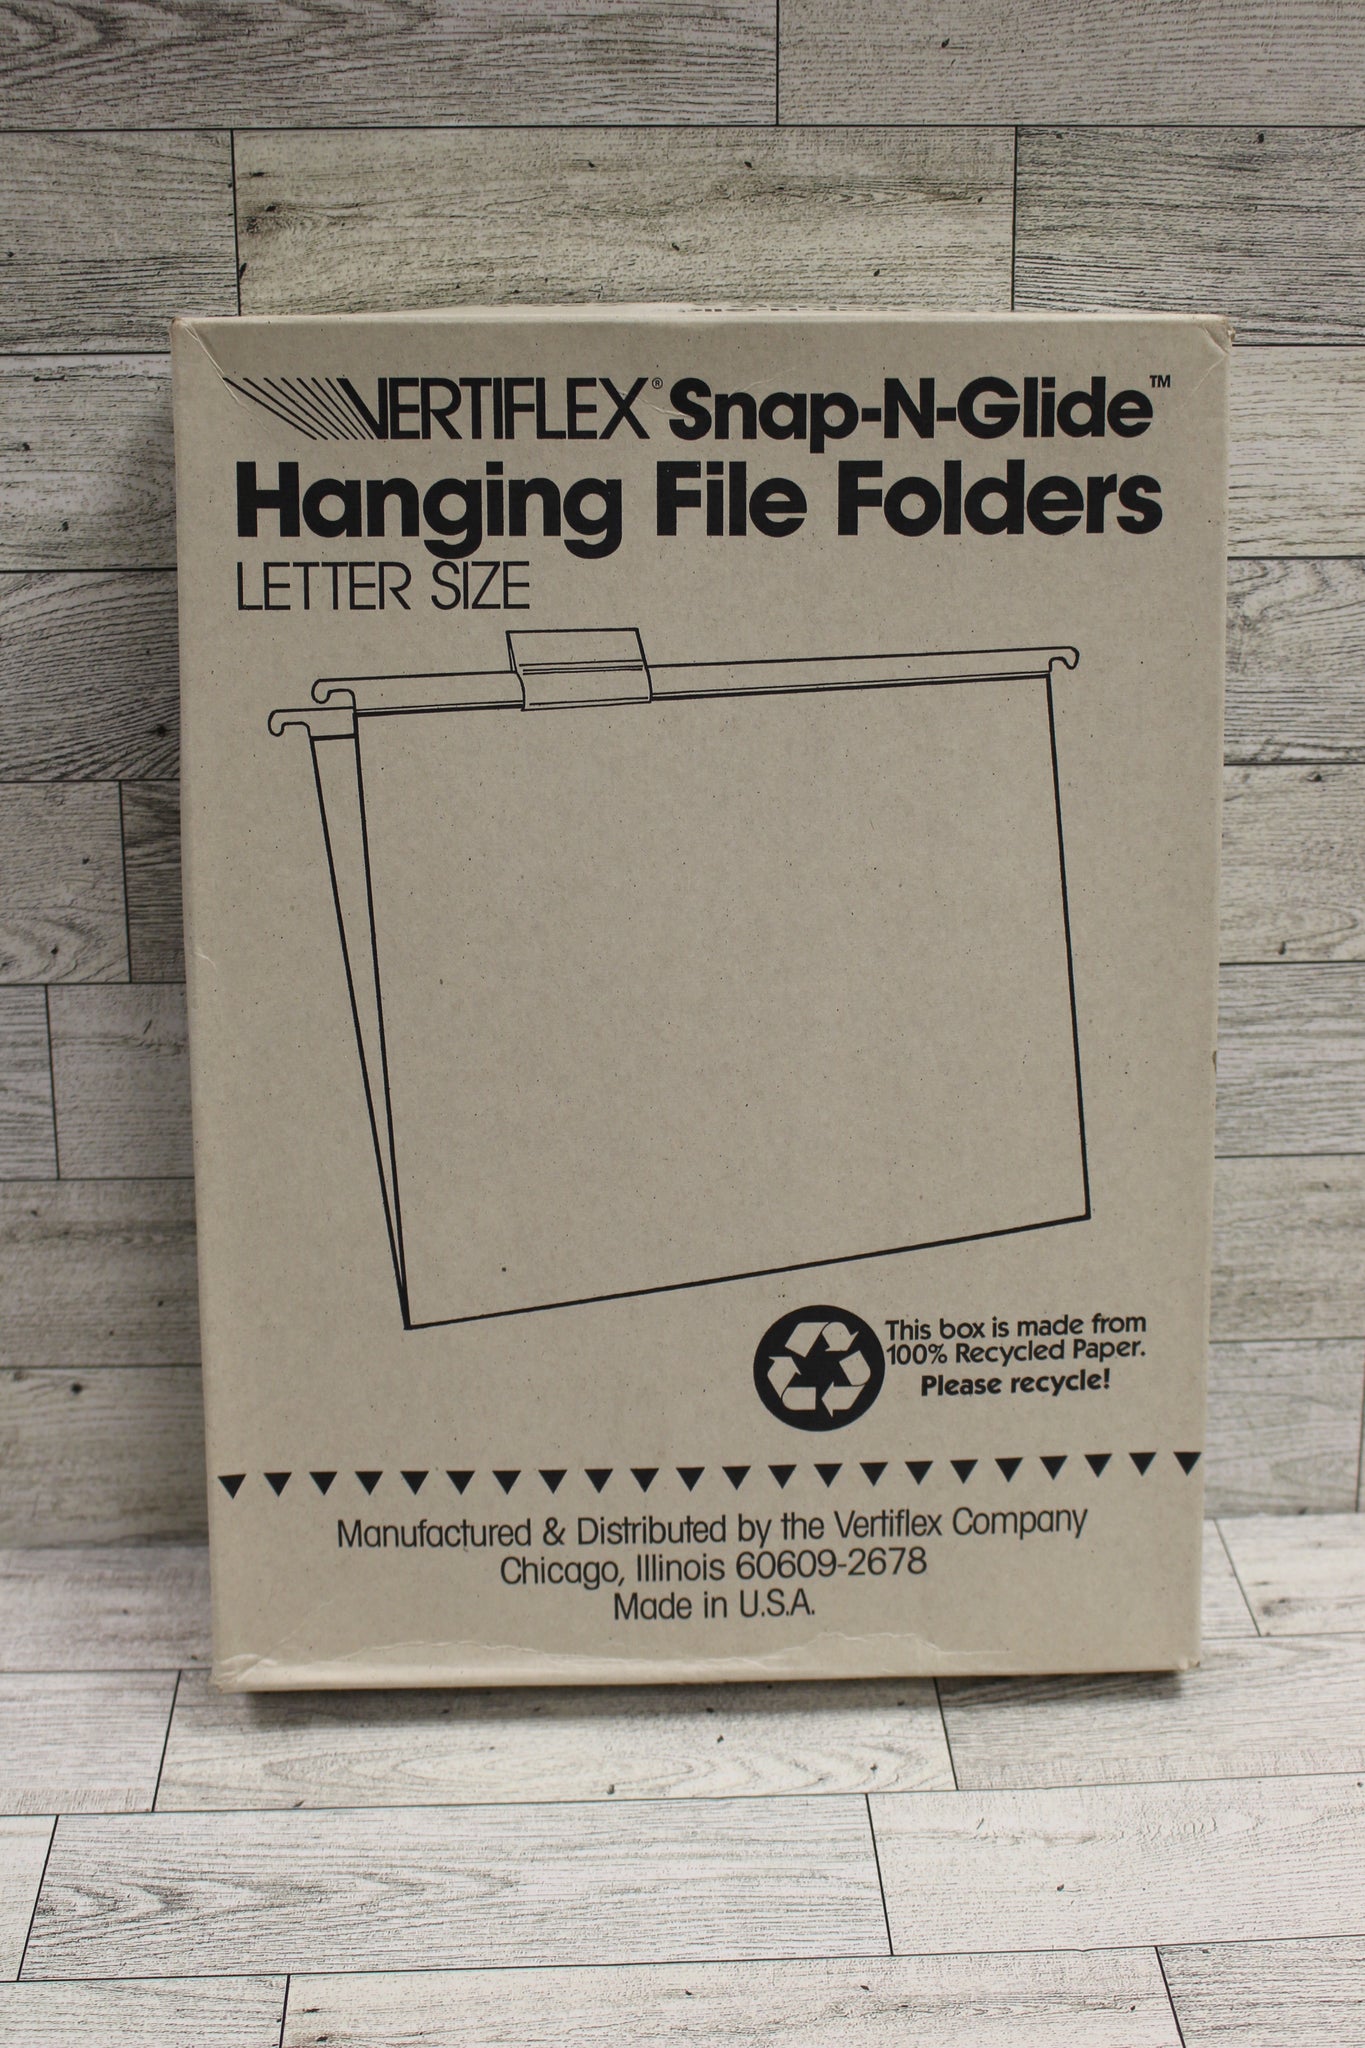 VERTIFLEX® Snap-N-Glide™
Hanging File Folders
LETTER SIZE
This box is made from
100% Recycled Paper.
Please recycle!
Manufactured & Distributed by the Vertiflex Company
Chicago, Illinois 60609-2678
Made in U.S.A.